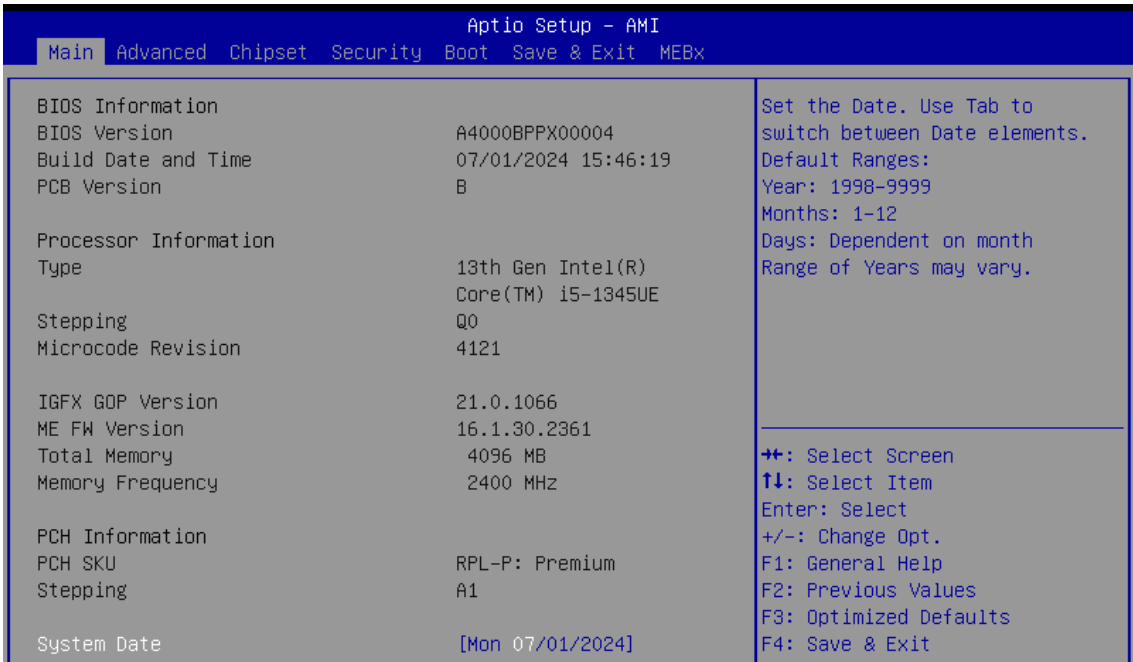 Aptio Setup – AMI
Main Advanced Chipset Security Boot Save & Exit MEBx
BIOS Information
BIOS Version A4000BPPX00004
Build Date and Time 07/01/2024 15:46:19
PCB Version B
Processor Information
Type 13th Gen Intel(R)
Core(TM) i5-1345UE
Stepping Q0
Microcode Revision 4121
IGFX GOP Version 21.0.1066
ME FW Version 16.1.30.2361
Total Memory 4096 MB
Memory Frequency 2400 MHz
PCH Information
PCH SKU RPL-P: Premium
Stepping A1
System Date [Mon 07/01/2024]
Set the Date. Use Tab to
switch between Date elements.
Default Ranges:
Year: 1998-9999
Months: 1-12
Days: Dependent on month
Range of Years may vary.
→←: Select Screen
↑↓: Select Item
Enter: Select
+/-: Change Opt.
F1: General Help
F2: Previous Values
F3: Optimized Defaults
F4: Save & Exit